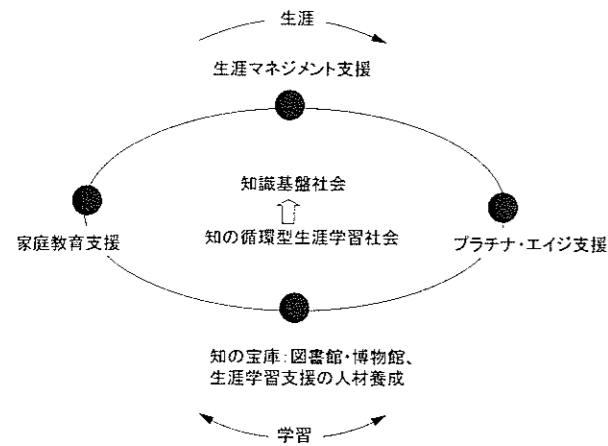 生涯
生涯マネジメント支援
知識基盤社会
家庭教育支援
知の循環型生涯学習社会
プラチナ・エイジ支援
知の宝庫:図書館・博物館、
生涯学習支援の人材養成
学習